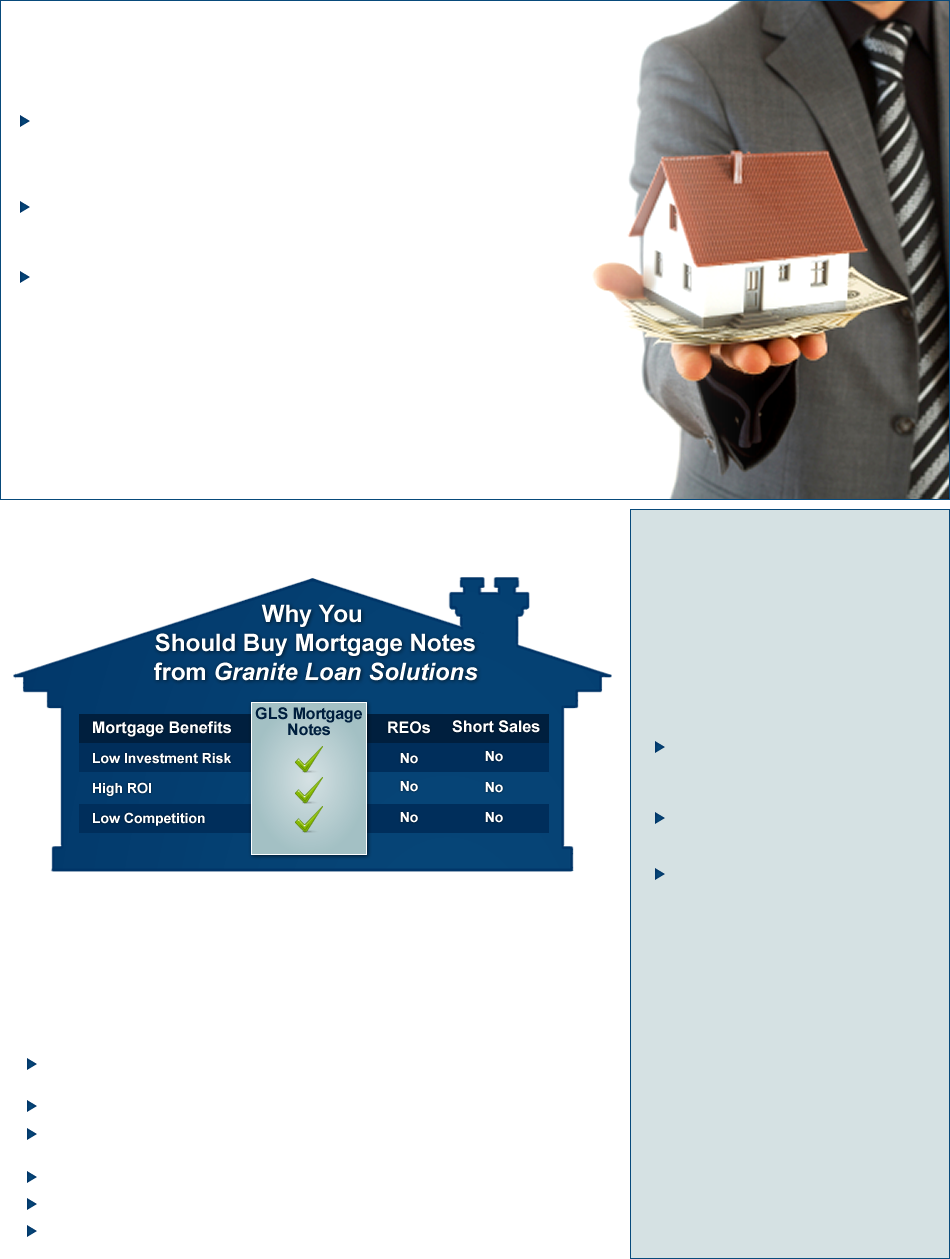 Why You
Should Buy Mortgage Notes
from Granite Loan Solutions
Mortgage Benefits GLS Mortgage Notes REOs Short Sales
Low Investment Risk No No
High ROI No No
Low Competition No No